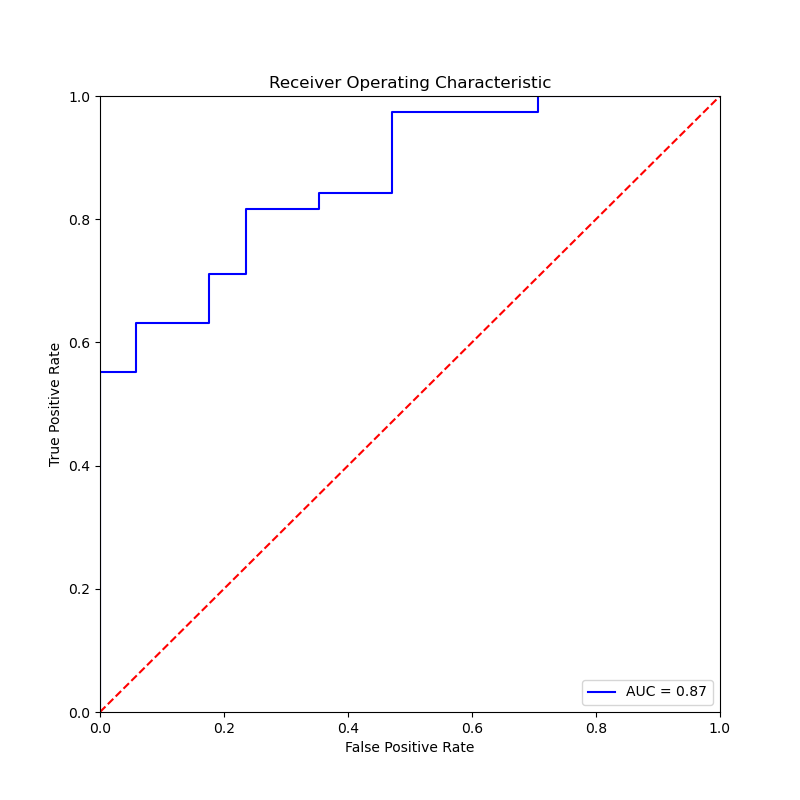 Receiver Operating Characteristic
1.0
0.8
0.6
0.4
0.2
0.0
True Positive Rate
AUC = 0.87
0.0 0.2 0.4 0.6 0.8 1.0
False Positive Rate